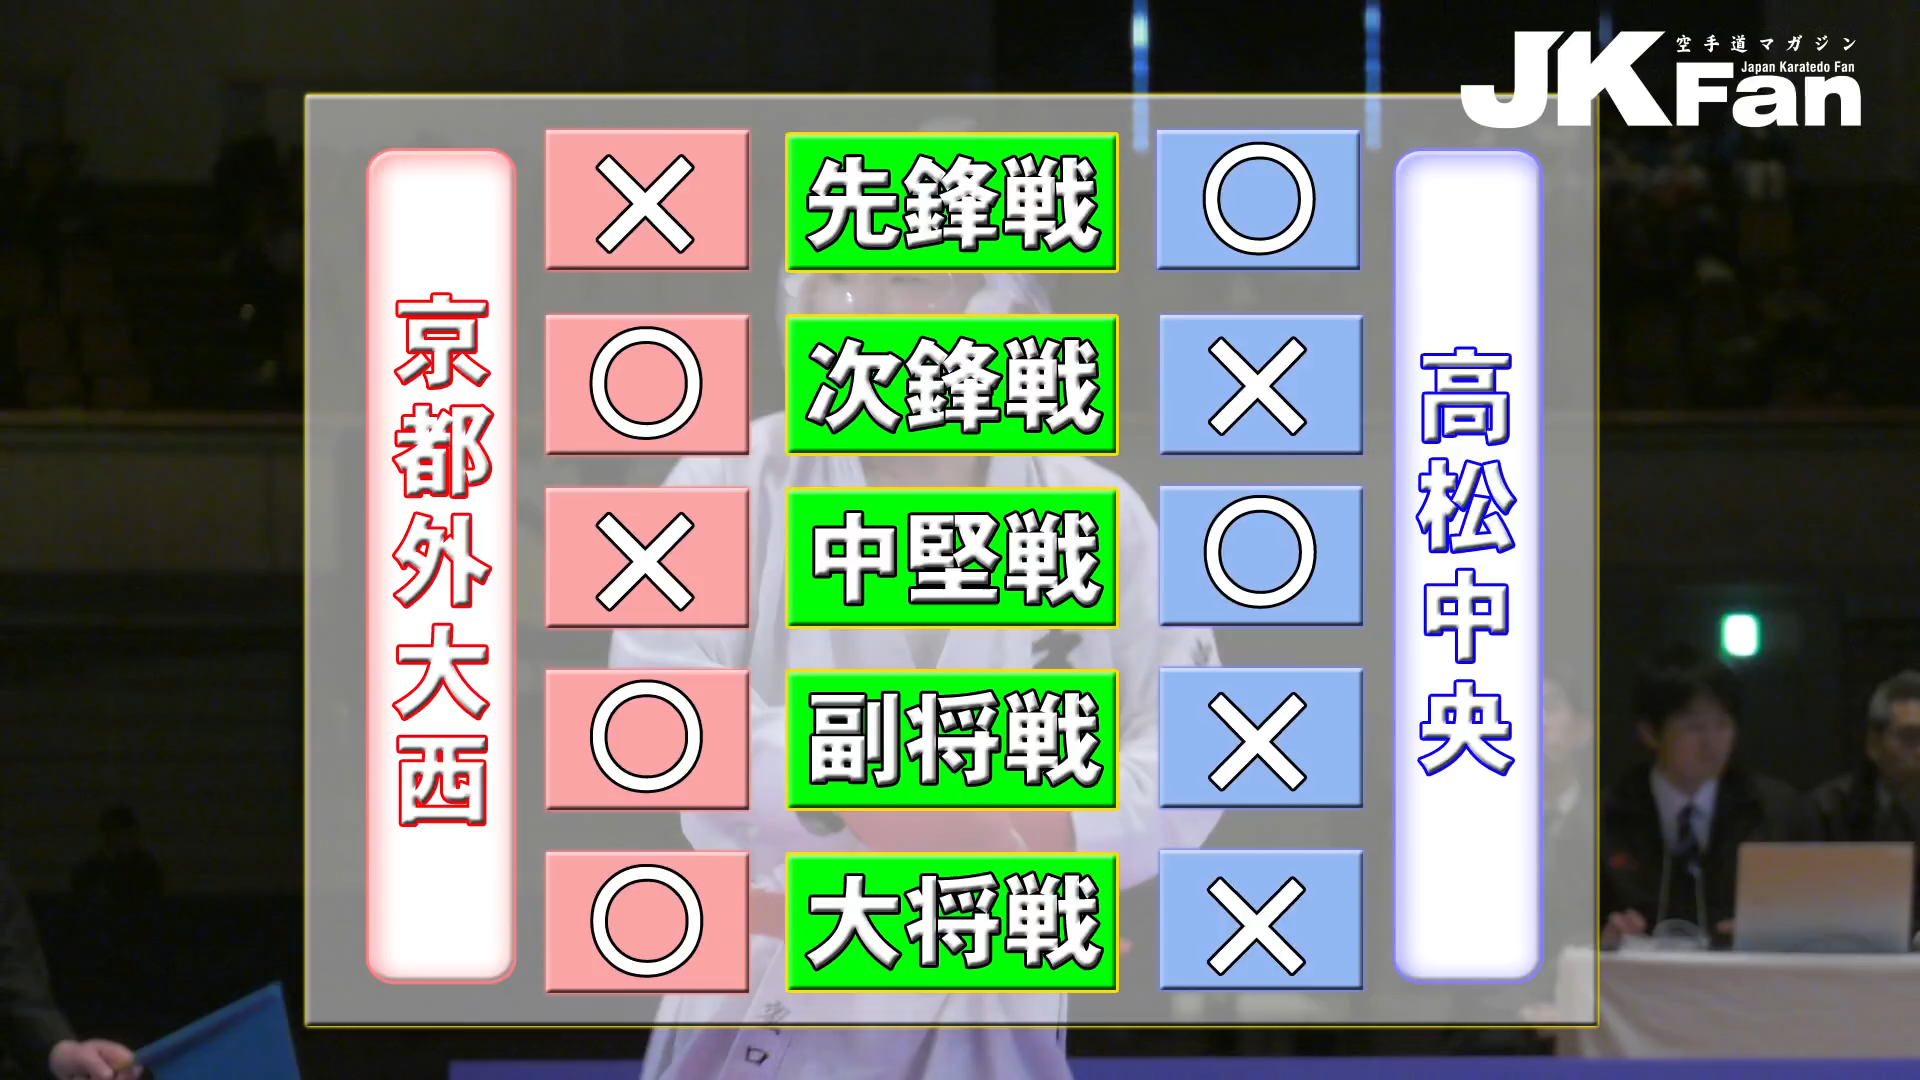 空手道マガジン
Japan Karatedo Fan
JKFan
京都外大西
× 先鋒戦 ○
○ 次鋒戦 ×
× 中堅戦 ○
○ 副将戦 ×
○ 大将戦 ×
高松中央